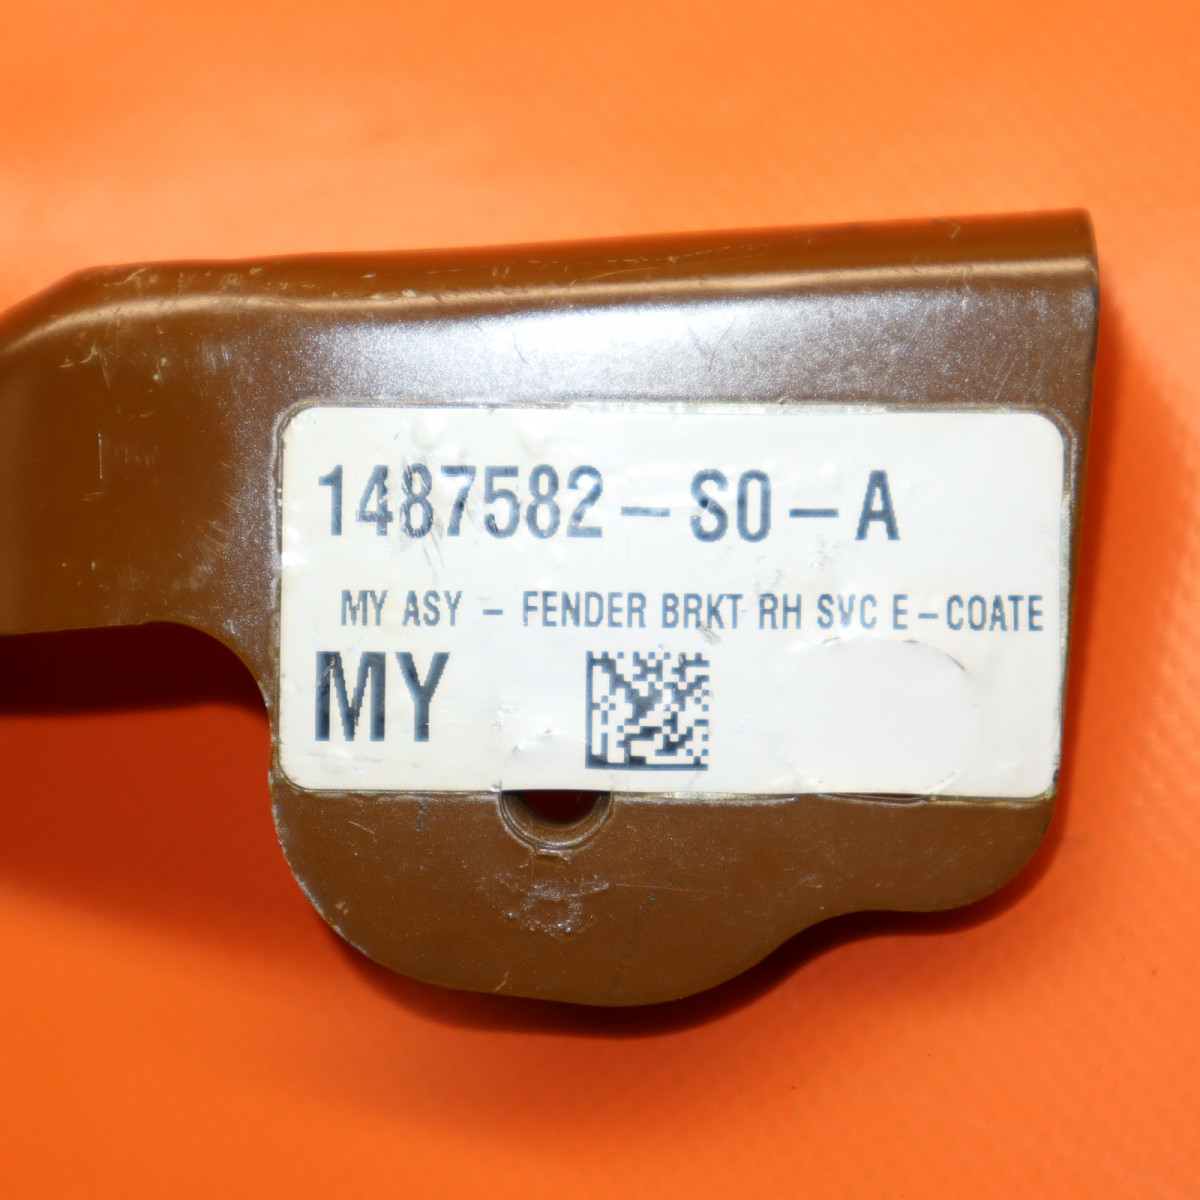 1487582-S0-A
MY ASY - FENDER BRKT RH SVC E-COATE
MY